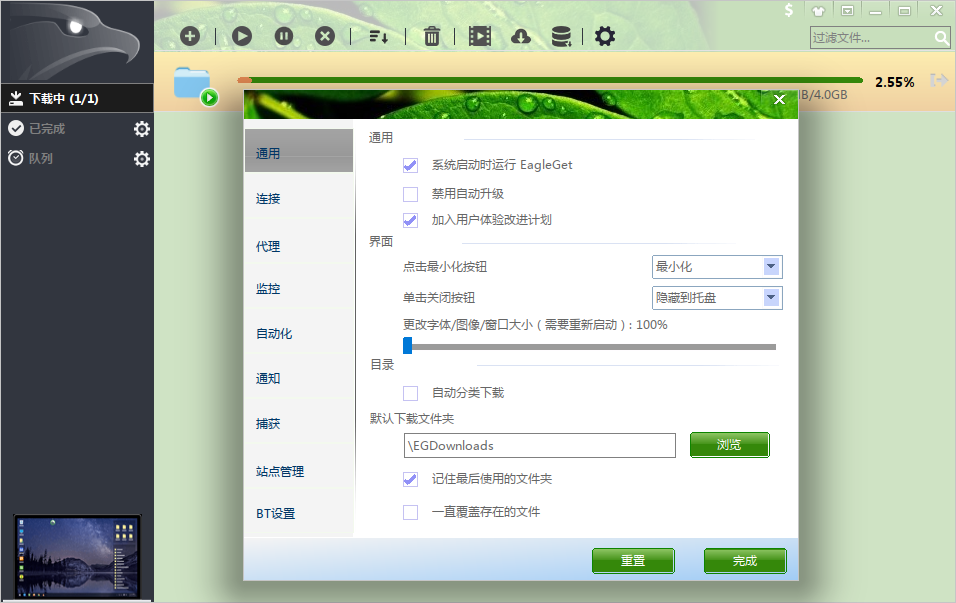 $
过滤文件...
下载中 (1/1)
已完成
队列
2.55%
MB/4.0GB
通用
连接
代理
监控
自动化
通知
捕获
站点管理
BT设置
通用
系统启动时运行 EagleGet
禁用自动升级
加入用户体验改进计划
界面
点击最小化按钮
最小化
单击关闭按钮
隐藏到托盘
更改字体/图像/窗口大小 ( 需要重新启动 ) : 100%
目录
自动分类下载
默认下载文件夹
\EGDownloads
浏览
记住最后使用的文件夹
一直覆盖存在的文件
重置
完成